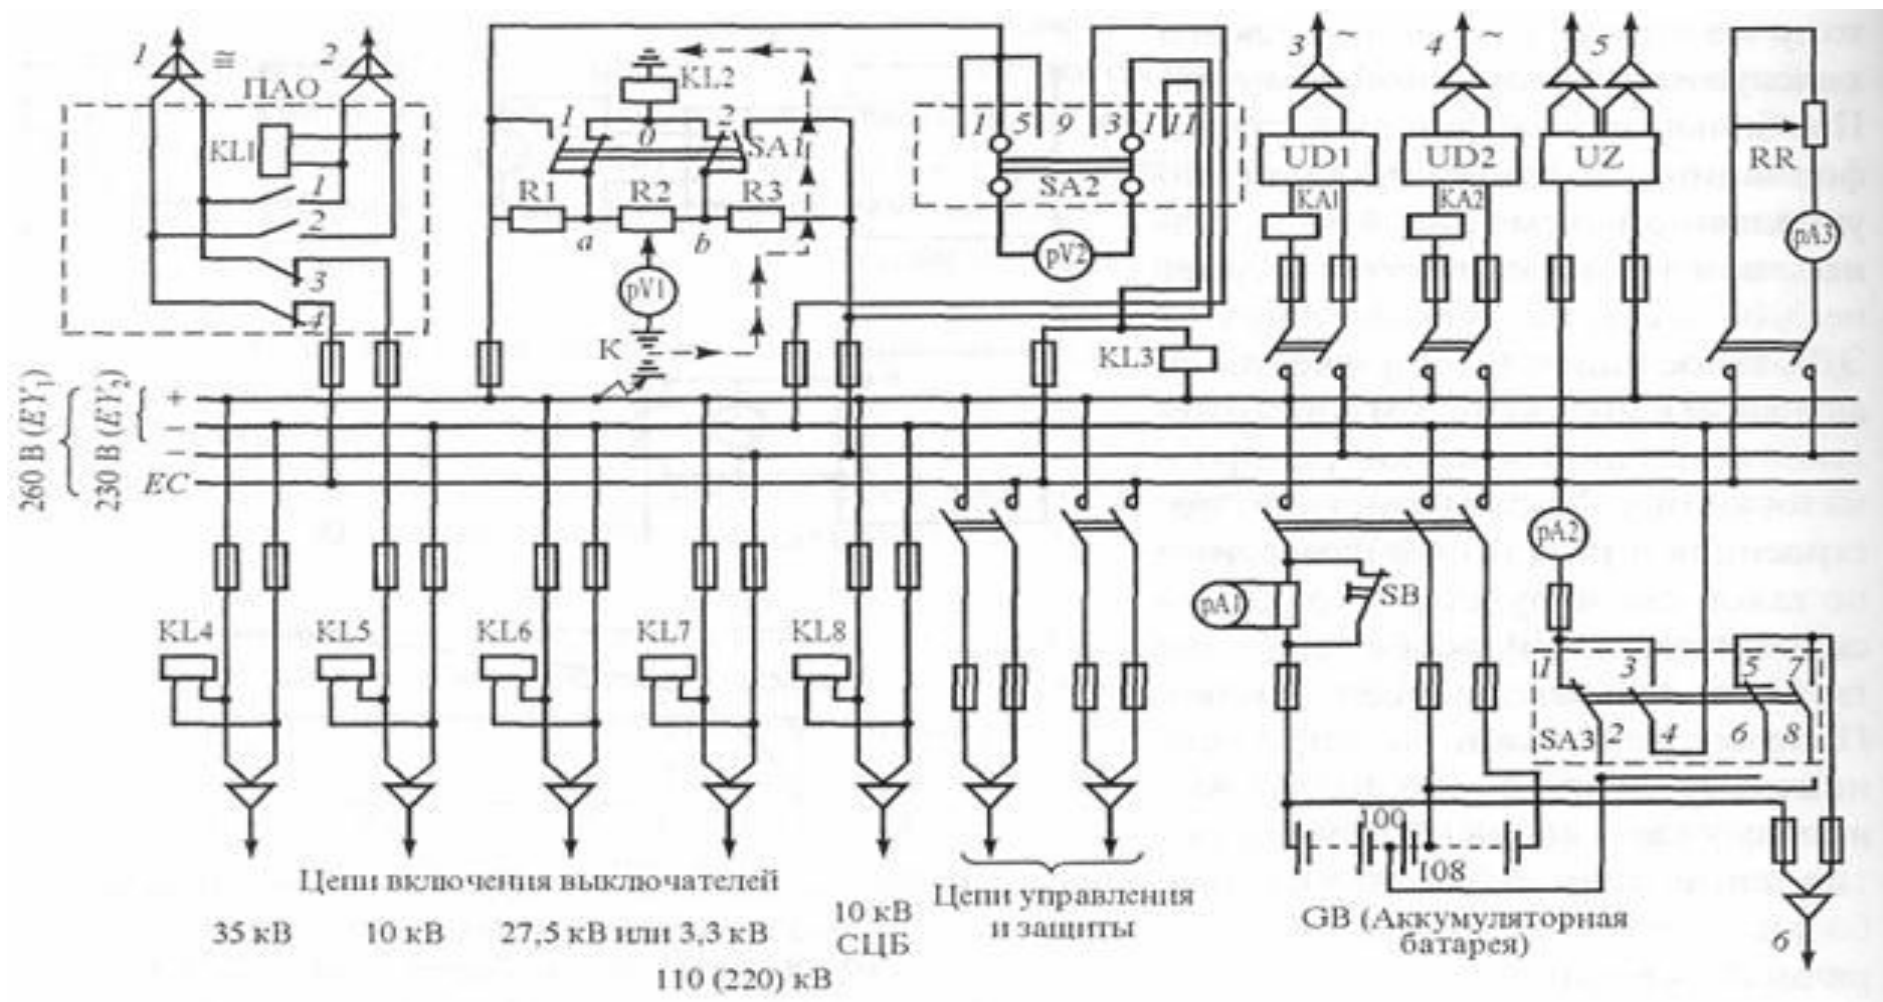 1 ≅ 2
ПАО
KL1
1
2
3
4
KL2
1 0 2
SA1
R1 R2 R3
a b
pV1
K
1 5 9 3 1 11
SA2
pV2
KL3
3 ~
4 ~
5
UD1 UD2 UZ RR
KA1 KA2
pA3
260 В (EY₁)
230 В (EY₂)
+
−
−
EC
pA2
pA1
SB
KL4 KL5 KL6 KL7 KL8
1 3 5 7
SA3 2 4 6 8
100
108
Цепи включения выключателей
35 кВ 10 кВ 27,5 кВ или 3,3 кВ
110 (220) кВ
10 кВ
СЦБ
Цепи управления
и защиты
GB (Аккумуляторная
батарея)
6